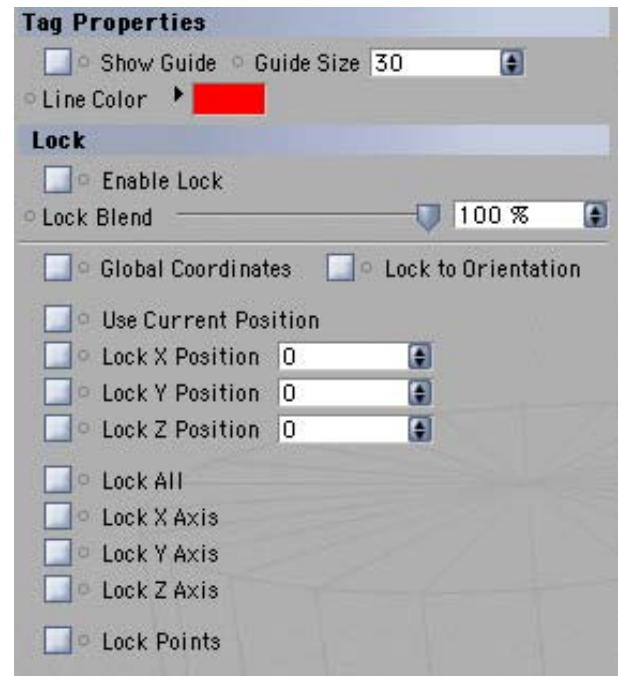 Tag Properties
Show Guide Guide Size 30
Line Color
Lock
Enable Lock
Lock Blend 100 %
Global Coordinates Lock to Orientation
Use Current Position
Lock X Position 0
Lock Y Position 0
Lock Z Position 0
Lock All
Lock X Axis
Lock Y Axis
Lock Z Axis
Lock Points